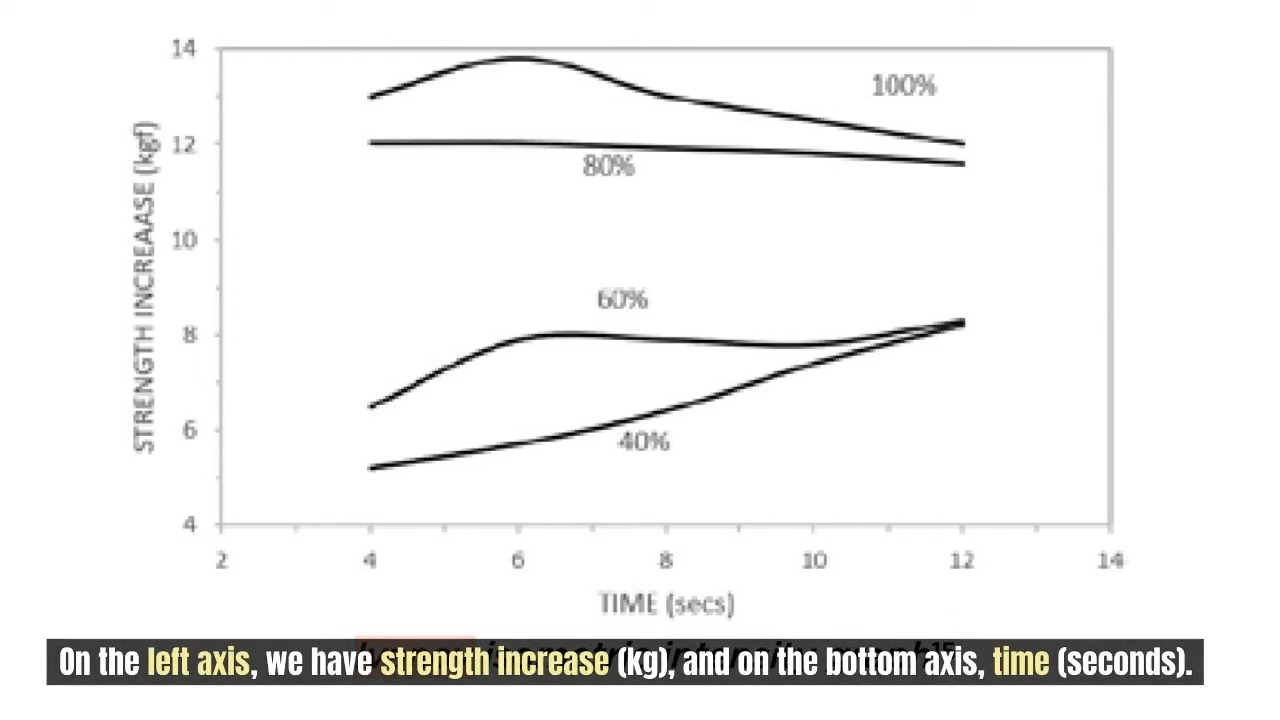 14
12
10
8
6
4
STRENGTH INCREAASE (kgf)
100%
80%
60%
40%
2 4 6 8 10 12 14
TIME (secs)
On the left axis, we have strength increase (kg), and on the bottom axis, time (seconds).